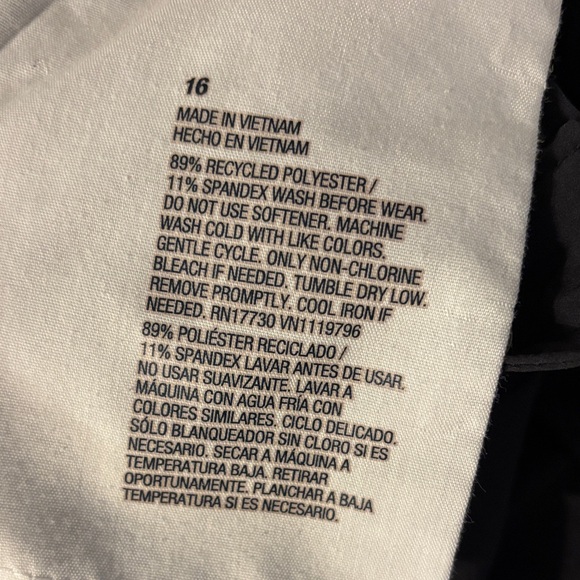 16
MADE IN VIETNAM
HECHO EN VIETNAM
89% RECYCLED POLYESTER /
11% SPANDEX WASH BEFORE WEAR.
DO NOT USE SOFTENER. MACHINE
WASH COLD WITH LIKE COLORS.
GENTLE CYCLE. ONLY NON-CHLORINE
BLEACH IF NEEDED. TUMBLE DRY LOW.
REMOVE PROMPTLY. COOL IRON IF
NEEDED. RN17730 VN1119796
89% POLIÉSTER RECICLADO /
11% SPANDEX LAVAR ANTES DE USAR.
NO USAR SUAVIZANTE. LAVAR A
MÁQUINA CON AGUA FRÍA CON
COLORES SIMILARES. CICLO DELICADO.
SÓLO BLANQUEADOR SIN CLORO SI ES
NECESARIO. SECAR A MÁQUINA A
TEMPERATURA BAJA. RETIRAR
OPORTUNAMENTE. PLANCHAR A BAJA
TEMPERATURA SI ES NECESARIO.